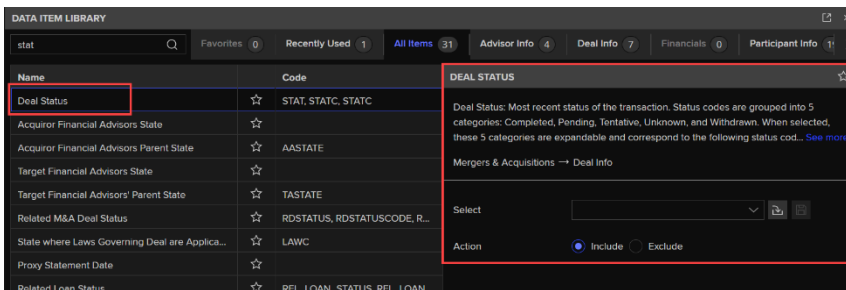 DATA ITEM LIBRARY
stat
Favorites 0
Recently Used 1
All Items 31
Advisor Info 4
Deal Info 7
Financials 0
Participant Info
Name
Code
Deal Status
STAT, STATC, STATC
Acquiror Financial Advisors State
Acquiror Financial Advisors Parent State
AASTATE
Target Financial Advisors State
Target Financial Advisors' Parent State
TASTATE
Related M&A Deal Status
RDSTATUS, RDSTATUSCODE, R...
State where Laws Governing Deal are Applica...
LAWC
Proxy Statement Date
Related Loan Status
REL_LOAN_STATUS, REL_LOAN
DEAL STATUS
Deal Status: Most recent status of the transaction. Status codes are grouped into 5
categories: Completed, Pending, Tentative, Unknown, and Withdrawn. When selected,
these 5 categories are expandable and correspond to the following status cod... See more
Mergers & Acquisitions → Deal Info
Select
Action
Include
Exclude